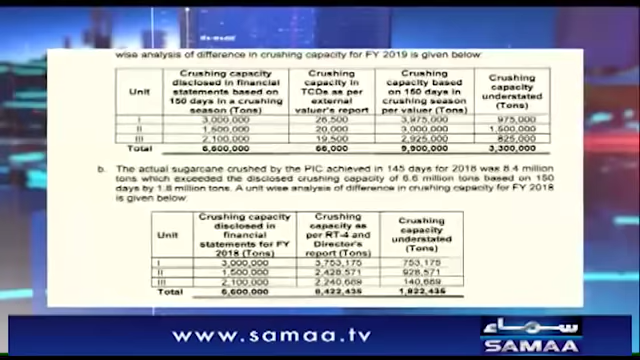 wise analysis of difference in crushing capacity for FY 2019 is given below:
Unit | Crushing capacity disclosed in financial statements based on 150 days in a crushing season (Tons) | Crushing capacity in TCDs as per external valuer's report | Crushing capacity based on 150 days in crushing season per valuer (Tons) | Crushing capacity understated (Tons)
I | 3,000,000 | 26,500 | 3,975,000 | 975,000
II | 1,500,000 | 20,000 | 3,000,000 | 1,500,000
III | 2,100,000 | 19,500 | 2,925,000 | 825,000
Total | 6,600,000 | 66,000 | 9,900,000 | 3,300,000
b. The actual sugarcane crushed by the PIC achieved in 145 days for 2018 was 8.4 million
tons which exceeded the disclosed crushing capacity of 6.6 million tons based on 150
days by 1.8 million tons. A unit wise analysis of difference in crushing capacity for FY 2018
is given below:
Unit | Crushing capacity disclosed in financial statements for FY 2018 (Tons) | Crushing capacity as per RT-4 and Director's report (Tons) | Crushing capacity understated (Tons)
I | 3,000,000 | 3,753,175 | 753,175
II | 1,500,000 | 2,428,571 | 928,571
III | 2,100,000 | 2,240,689 | 140,689
Total | 6,600,000 | 8,422,435 | 1,822,435
www.samaa.tv
سماء
SAMAA